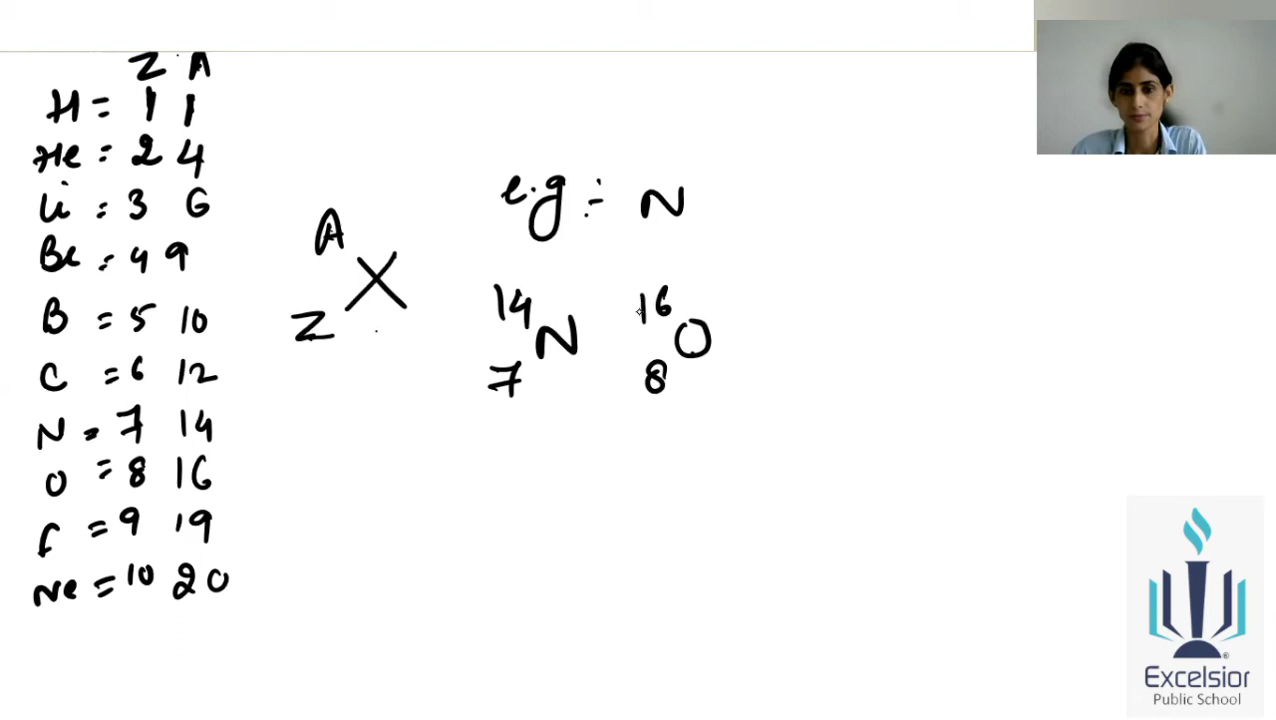 Z A
H = 1 1
He = 2 4
Li = 3 6
Be = 4 9
B = 5 10
C = 6 12
N = 7 14
O = 8 16
F = 9 19
Ne = 10 20
A
X
Z
e.g :- N
14
N
7
16
O
8
Excelsior
Public School